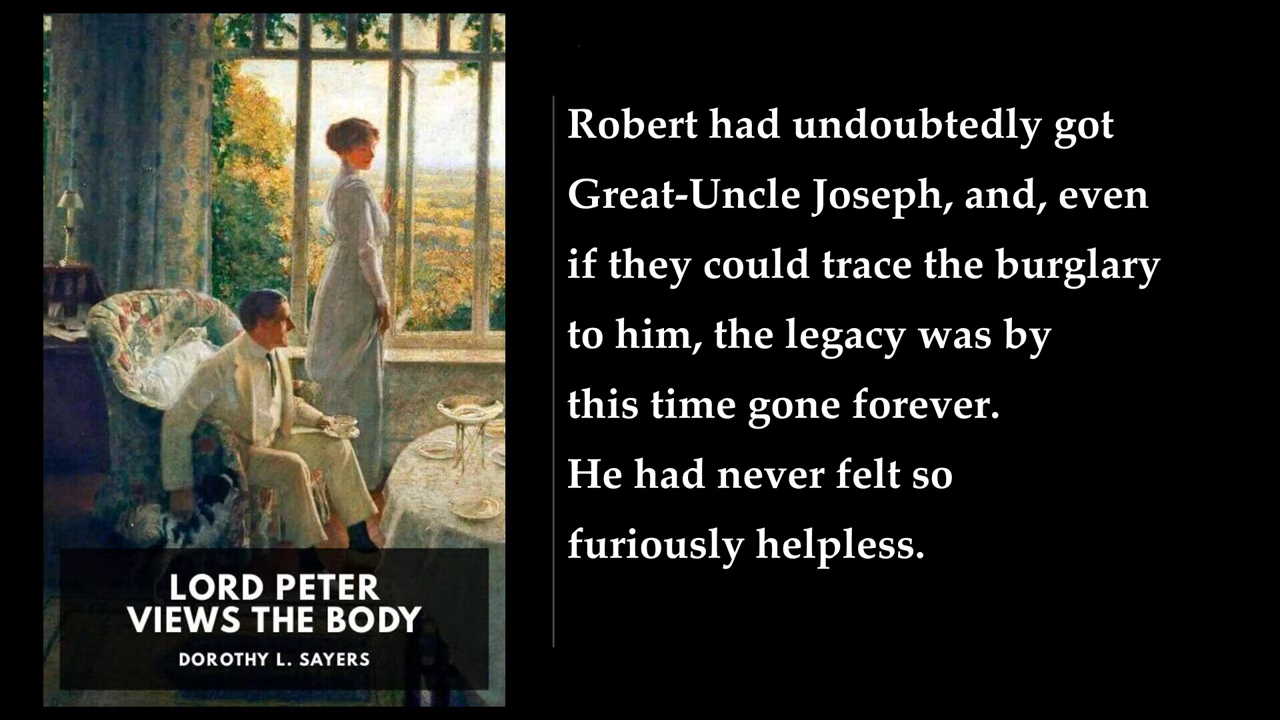 Robert had undoubtedly got
Great-Uncle Joseph, and, even
if they could trace the burglary
to him, the legacy was by
this time gone forever.
He had never felt so
furiously helpless.
LORD PETER
VIEWS THE BODY
DOROTHY L. SAYERS